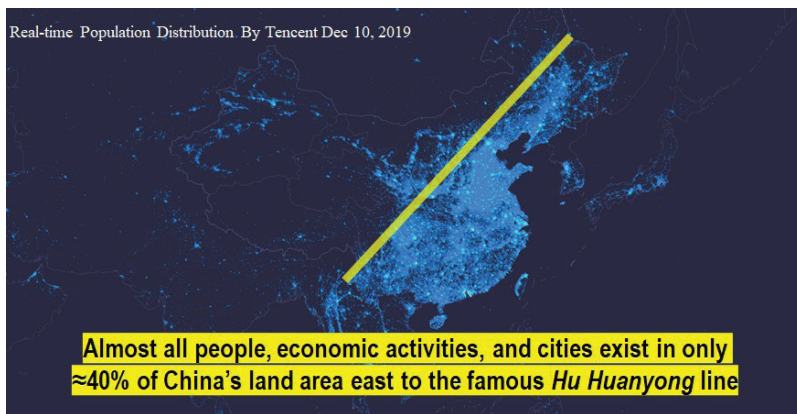 Real-time Population Distribution By Tencent Dec 10, 2019
Almost all people, economic activities, and cities exist in only
≈40% of China’s land area east to the famous Hu Huanyong line